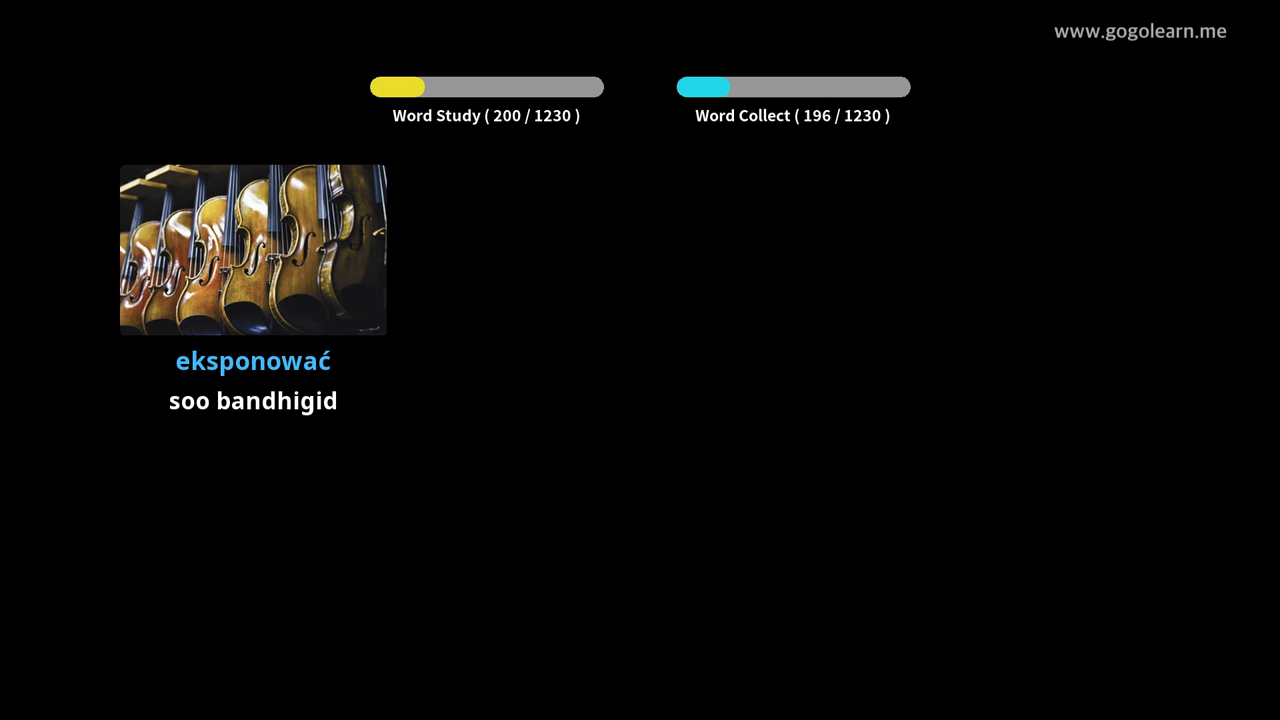 www.gogolearn.me
Word Study ( 200 / 1230 )
Word Collect ( 196 / 1230 )
eksponować
soo bandhigid